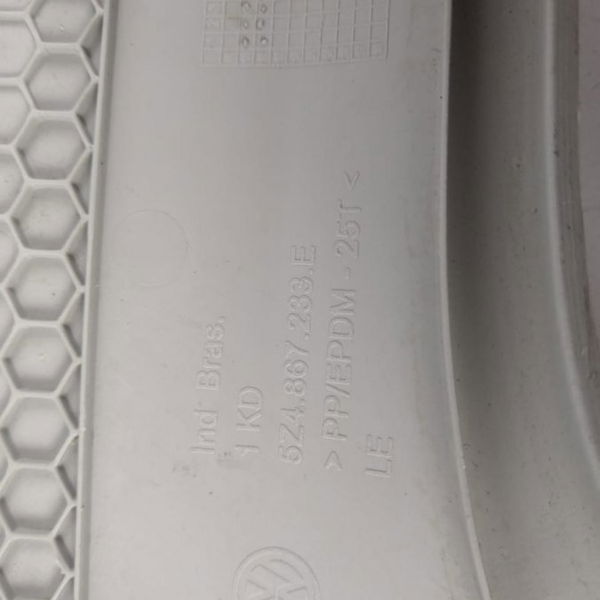 Ind Bras.
1 KD
5Z4.867.233.E
> PP/EPDM - 25T <
LE